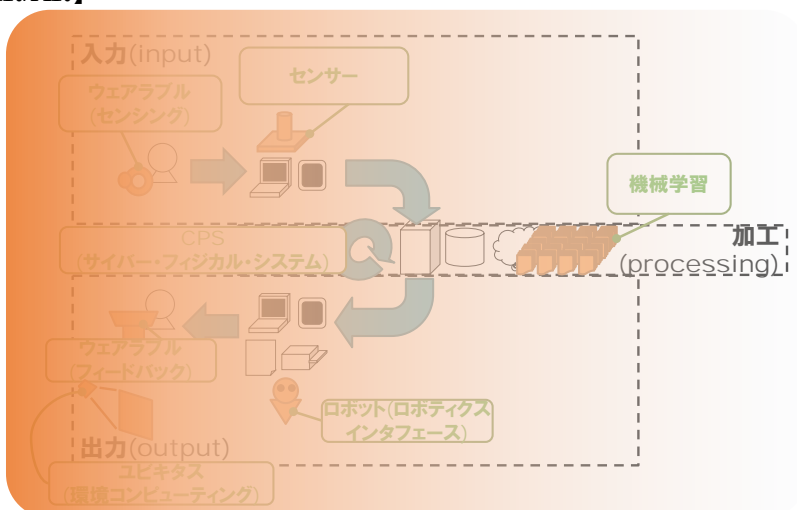 入力(input)
センサー
ウェアラブル
(センシング)
機械学習
CPS
(サイバー・フィジカル・システム)
加工
(processing)
ウェアラブル
(フィードバック)
ロボット(ロボティクス
インタフェース)
出力(output)
ユビキタス
(環境コンピューティング)